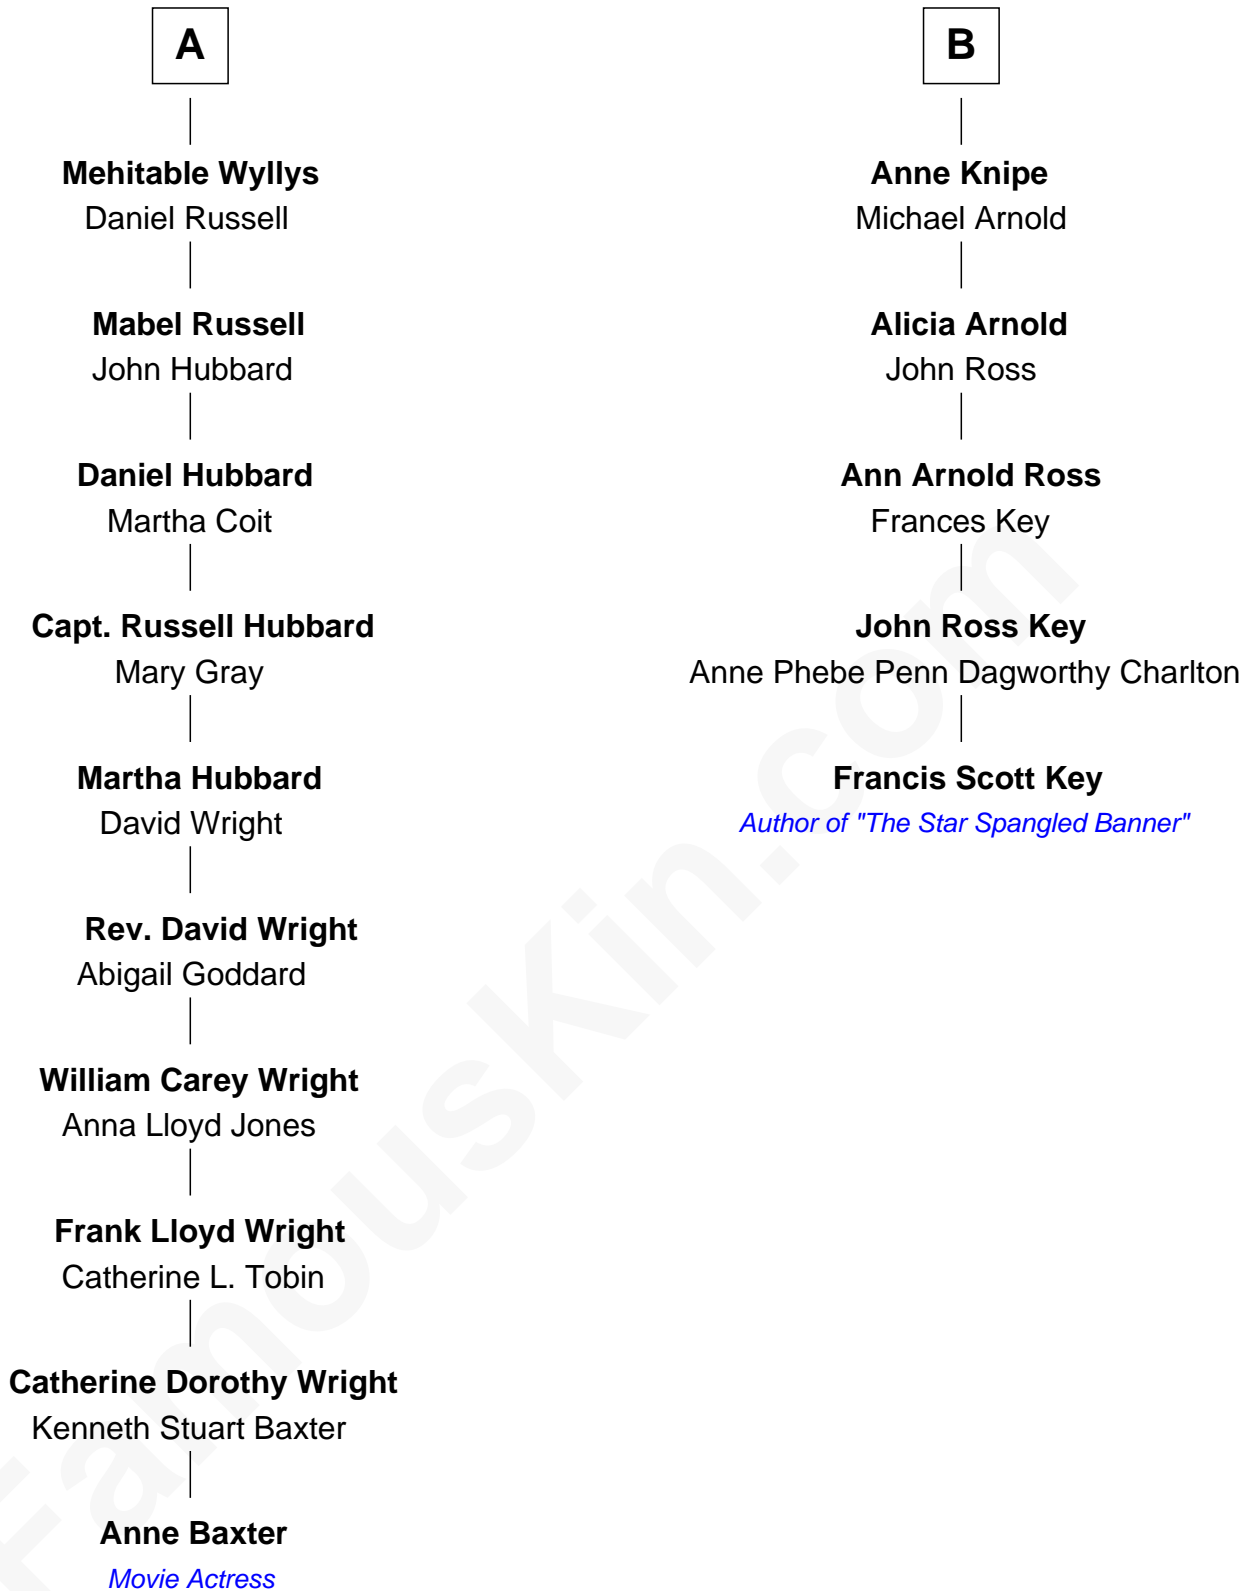 A
Mehitable Wyllys
Daniel Russell
Mabel Russell
John Hubbard
Daniel Hubbard
Martha Coit
Capt. Russell Hubbard
Mary Gray
Martha Hubbard
David Wright
Rev. David Wright
Abigail Goddard
William Carey Wright
Anna Lloyd Jones
Frank Lloyd Wright
Catherine L. Tobin
Catherine Dorothy Wright
Kenneth Stuart Baxter
Anne Baxter
Movie Actress
B
Anne Knipe
Michael Arnold
Alicia Arnold
John Ross
Ann Arnold Ross
Frances Key
John Ross Key
Anne Phebe Penn Dagworthy Charlton
Francis Scott Key
Author of "The Star Spangled Banner"
FamousKin.com